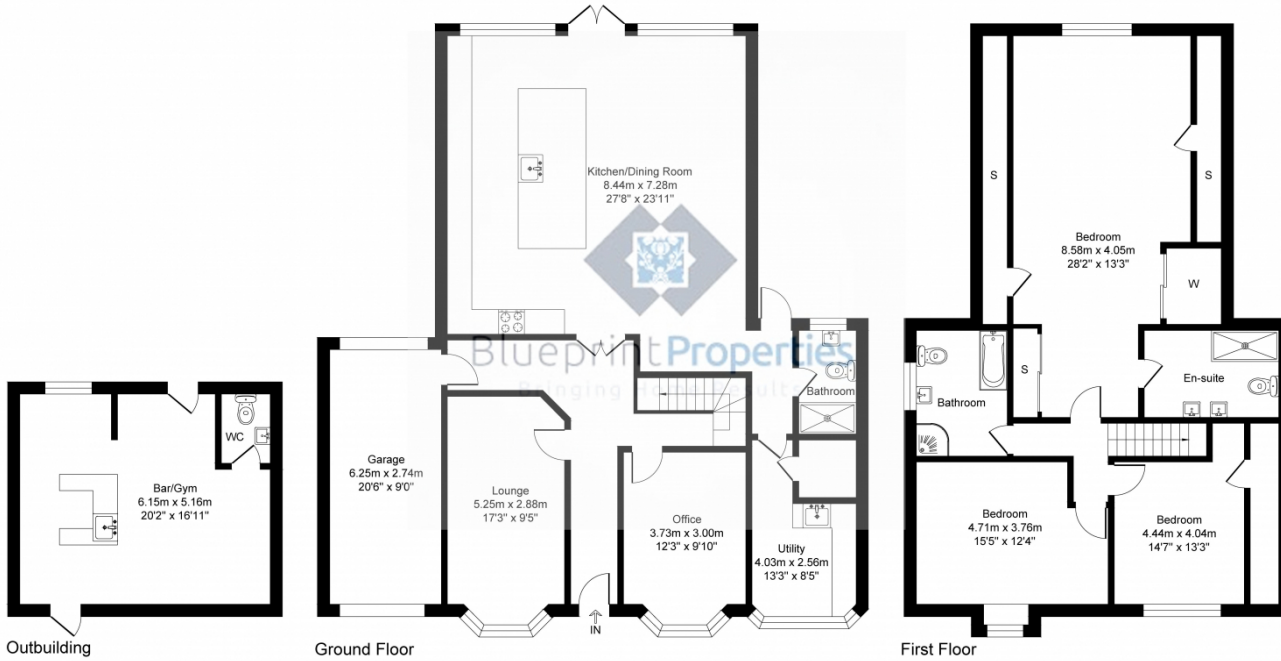 Kitchen/Dining Room
8.44m x 7.28m
27'8" x 23'11"
S
S
Bedroom
8.58m x 4.05m
28'2" x 13'3"
W
Blueprint Properties
Bringing Home Results
Bathroom
S
En-suite
Bathroom
WC
Garage
6.25m x 2.74m
20'6" x 9'0"
Lounge
5.25m x 2.88m
17'3" x 9'5"
Bar/Gym
6.15m x 5.16m
20'2" x 16'11"
Office
3.73m x 3.00m
12'3" x 9'10"
Utility
4.03m x 2.56m
13'3" x 8'5"
Bedroom
4.71m x 3.76m
15'5" x 12'4"
Bedroom
4.44m x 4.04m
14'7" x 13'3"
IN
Outbuilding
Ground Floor
First Floor